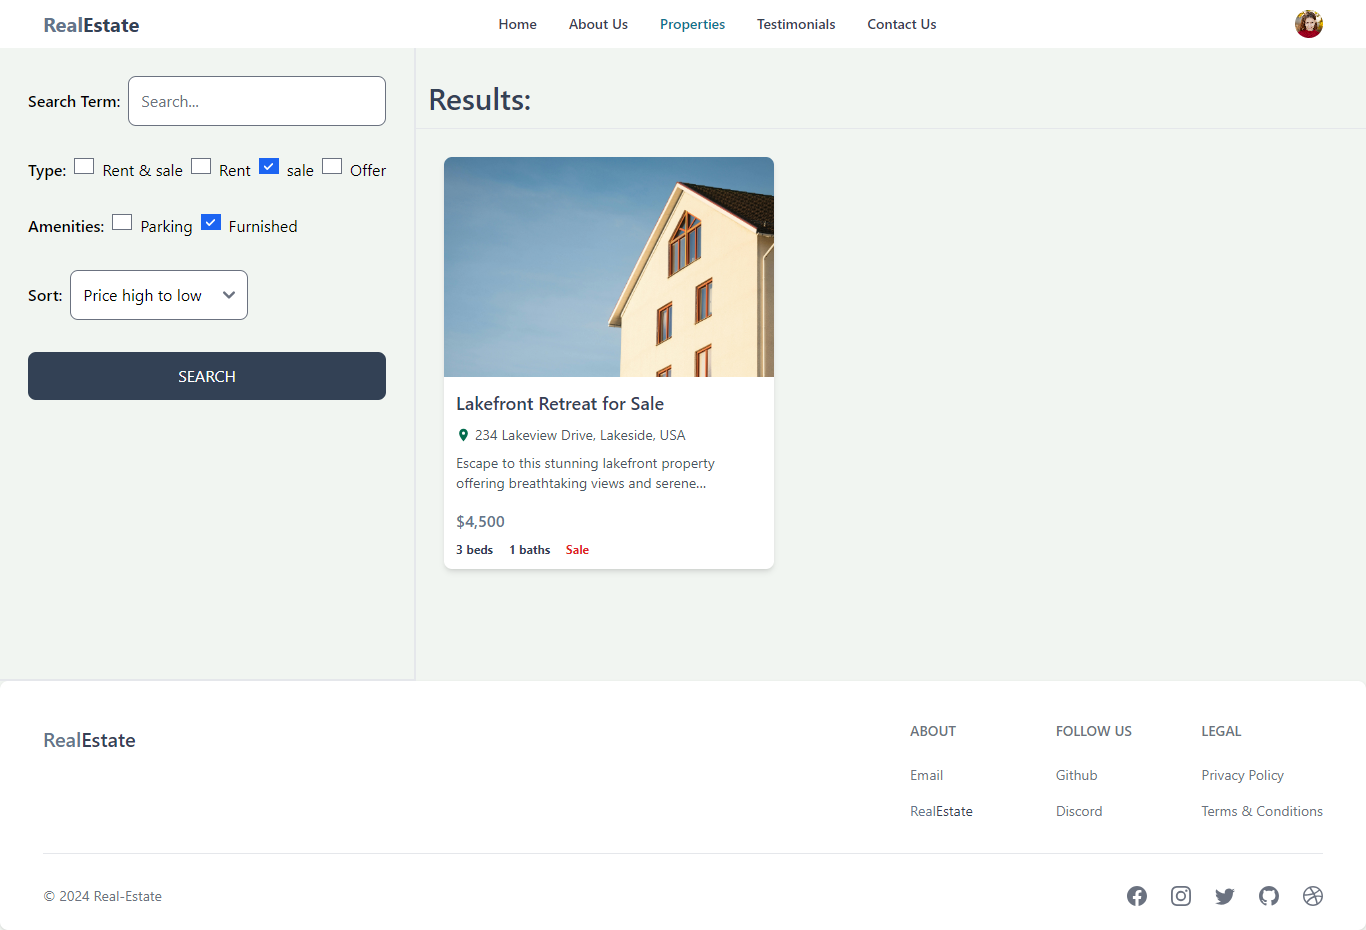 RealEstate
Home
About Us
Properties
Testimonials
Contact Us
Search Term:
Search...
Type:
Rent & sale
Rent
sale
Offer
Amenities:
Parking
Furnished
Sort:
Price high to low
SEARCH
Results:
Lakefront Retreat for Sale
234 Lakeview Drive, Lakeside, USA
Escape to this stunning lakefront property
offering breathtaking views and serene...
$4,500
3 beds
1 baths
Sale
RealEstate
ABOUT
Email
RealEstate
FOLLOW US
Github
Discord
LEGAL
Privacy Policy
Terms & Conditions
© 2024 Real-Estate